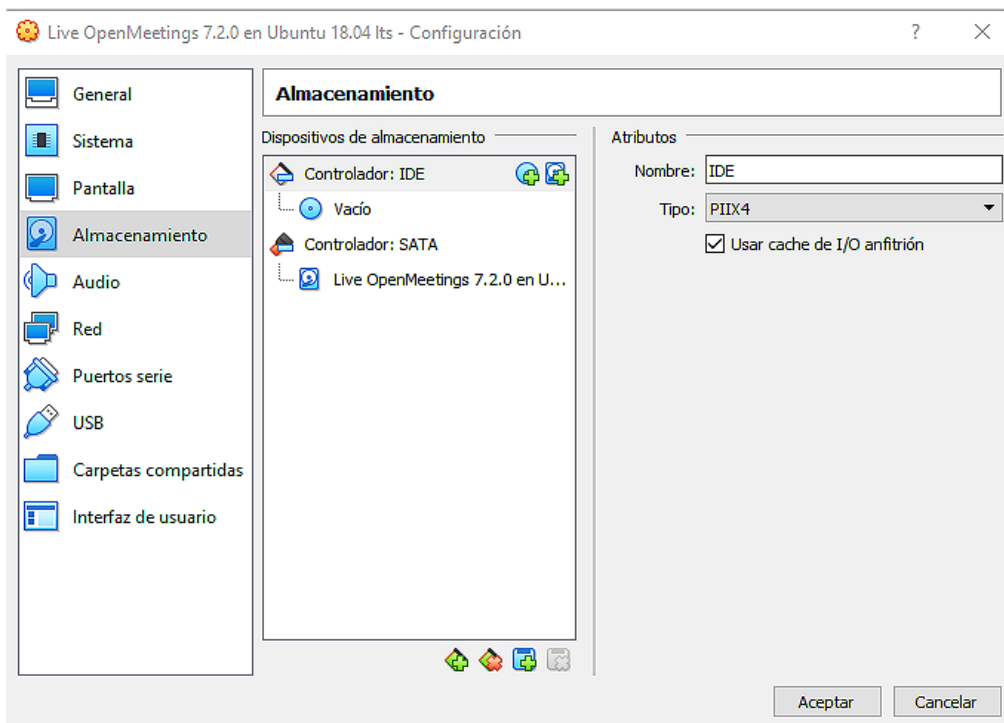 Live OpenMeetings 7.2.0 en Ubuntu 18.04 lts - Configuración
?
General
Sistema
Pantalla
Almacenamiento
Audio
Red
Puertos serie
USB
Carpetas compartidas
Interfaz de usuario
Almacenamiento
Dispositivos de almacenamiento
Controlador: IDE
Vacío
Controlador: SATA
Live OpenMeetings 7.2.0 en U...
Atributos
Nombre: IDE
Tipo: PIIX4
Usar cache de I/O anfitrión
Aceptar
Cancelar